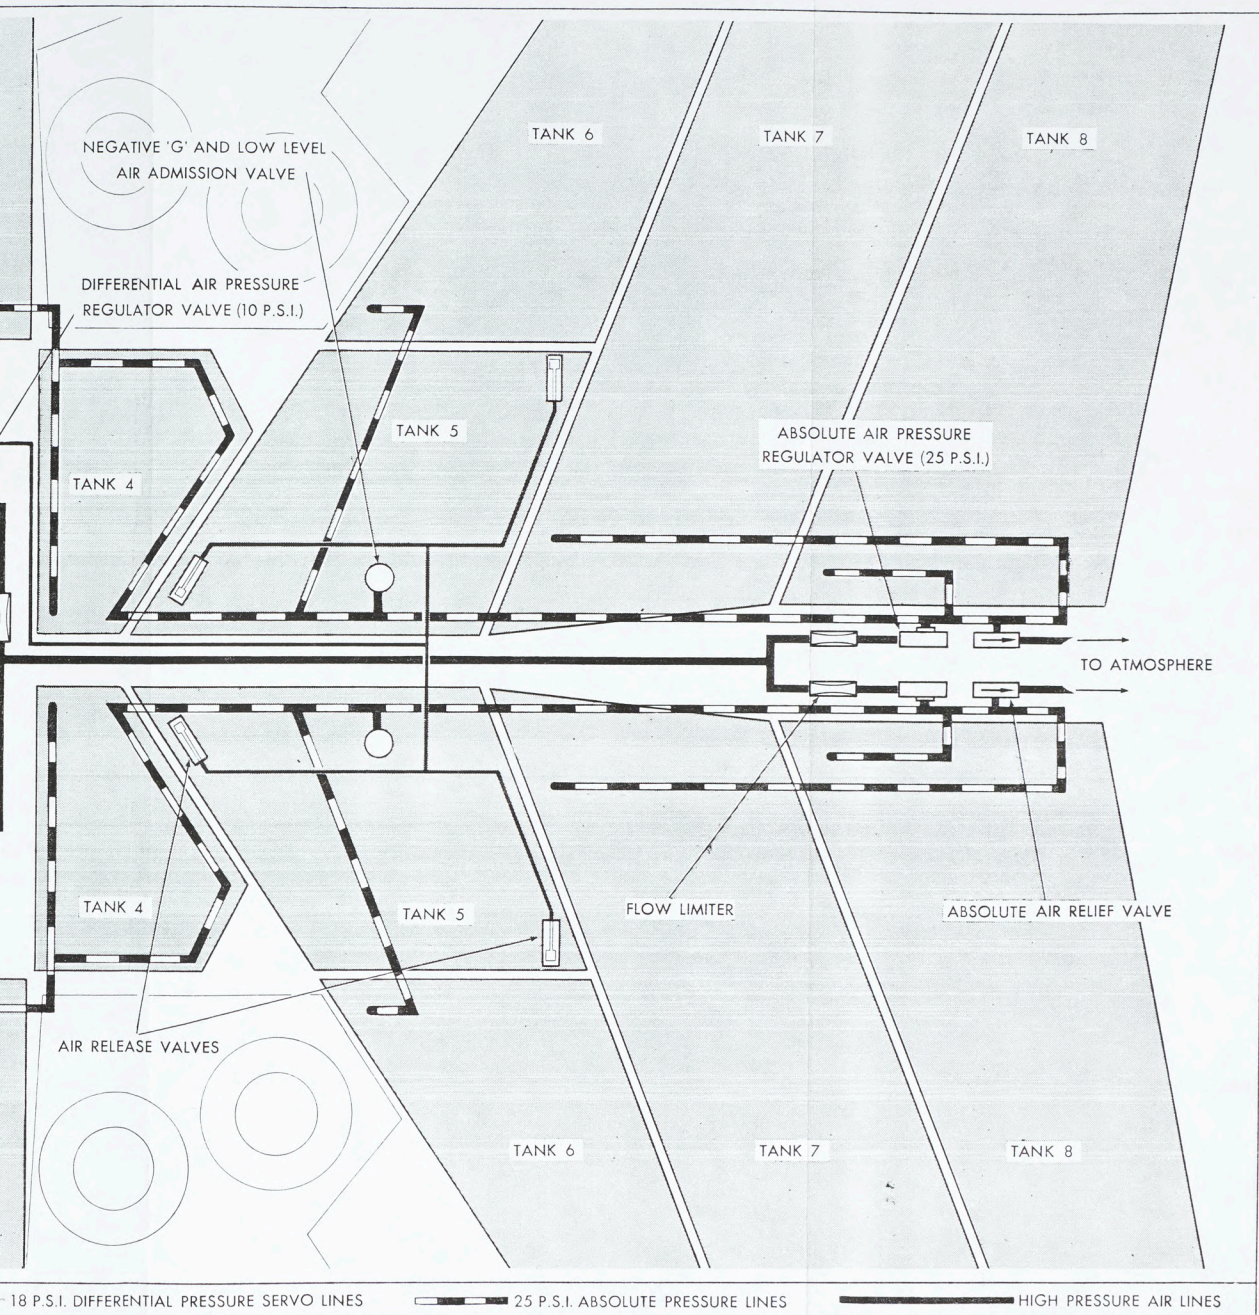 TANK 6
TANK 7
TANK 8
NEGATIVE 'G' AND LOW LEVEL
AIR ADMISSION VALVE
DIFFERENTIAL AIR PRESSURE
REGULATOR VALVE (10 P.S.I.)
TANK 5
ABSOLUTE AIR PRESSURE
REGULATOR VALVE (25 P.S.I.)
TANK 4
TO ATMOSPHERE
TANK 4
TANK 5
FLOW LIMITER
ABSOLUTE AIR RELIEF VALVE
AIR RELEASE VALVES
TANK 6
TANK 7
TANK 8
18 P.S.I. DIFFERENTIAL PRESSURE SERVO LINES
25 P.S.I. ABSOLUTE PRESSURE LINES
HIGH PRESSURE AIR LINES